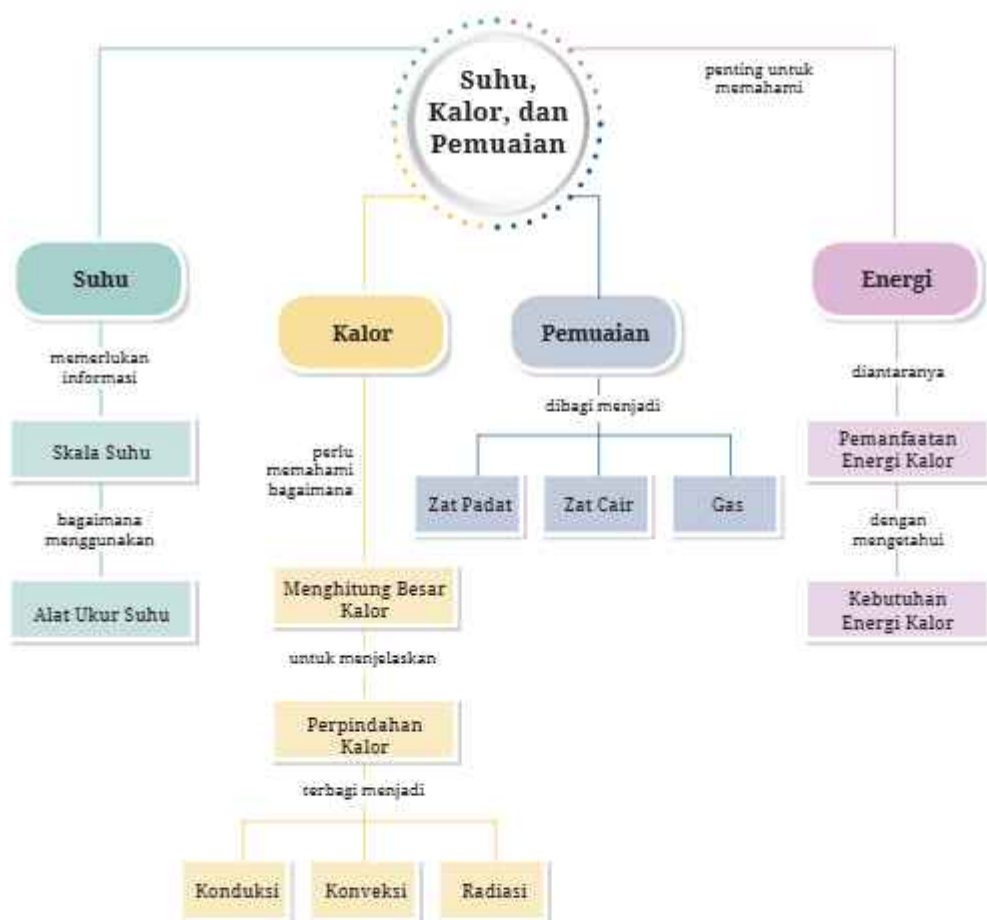 Suhu,
Kalor, dan
Pemuaian
penting untuk
memahami
Suhu
Energi
Kalor
Pemuaian
memerlukan
informasi
diantaranya
dibagi menjadi
Skala Suhu
perlu
memahami
bagaimana
Pemanfaatan
Energi Kalor
Zat Padat
Zat Cair
Gas
bagaimana
menggunakan
dengan
mengetahui
Alat Ukur Suhu
Menghitung Besar
Kalor
Kebutuhan
Energi Kalor
untuk menjelaskan
Perpindahan
Kalor
terbagi menjadi
Konduksi
Konveksi
Radiasi